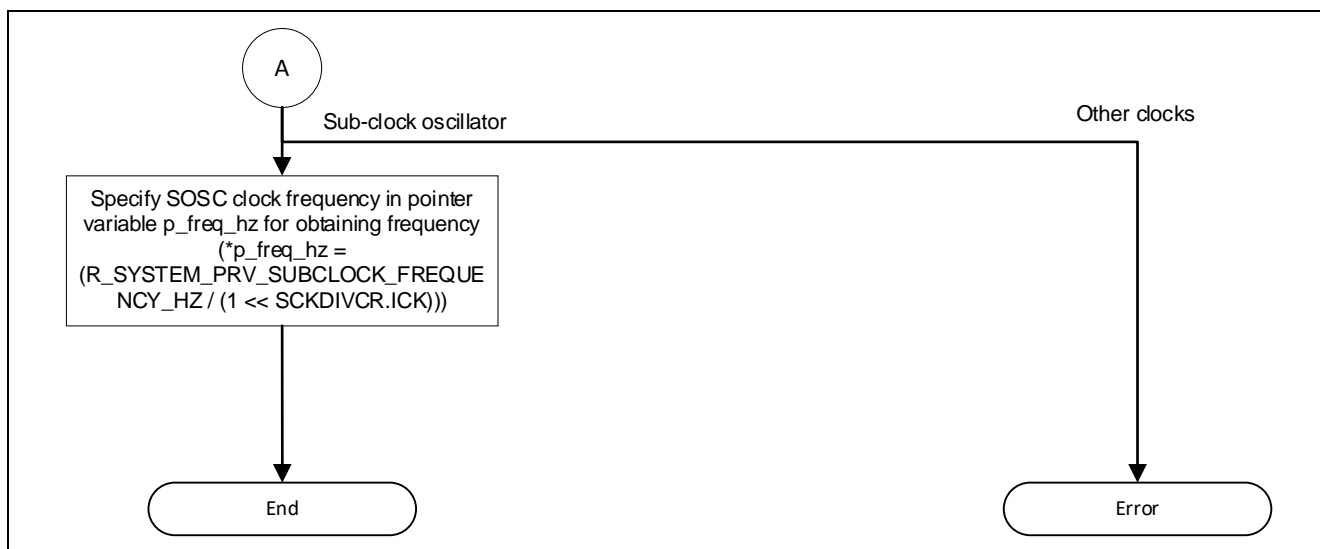 A
Sub-clock oscillator
Other clocks
Specify SOSC clock frequency in pointer
variable p_freq_hz for obtaining frequency
(*p_freq_hz =
(R_SYSTEM_PRV_SUBCLOCK_FREQUE
NCY_HZ / (1 << SCKDIVCR.ICK)))
End
Error